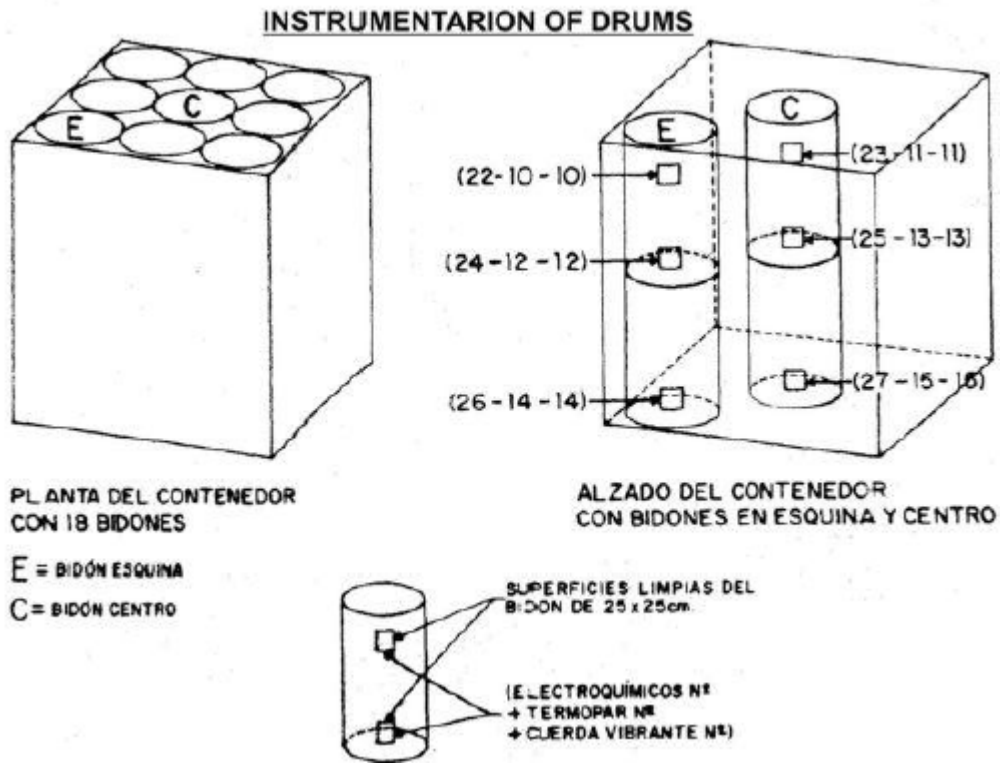 INSTRUMENTARION OF DRUMS
C
E
E
C
(22-10-10)
(23-11-11)
(24-12-12)
(25-13-13)
(26-14-14)
(27-15-15)
PLANTA DEL CONTENEDOR
CON 18 BIDONES
E = BIDÓN ESQUINA
C = BIDÓN CENTRO
ALZADO DEL CONTENEDOR
CON BIDONES EN ESQUINA Y CENTRO
SUPERFICIES LIMPIAS DEL
BIDON DE 25 x 25cm.
(ELECTROQUÍMICOS Nº
+ TERMOPAR Nº
+ CUERDA VIBRANTE Nº)